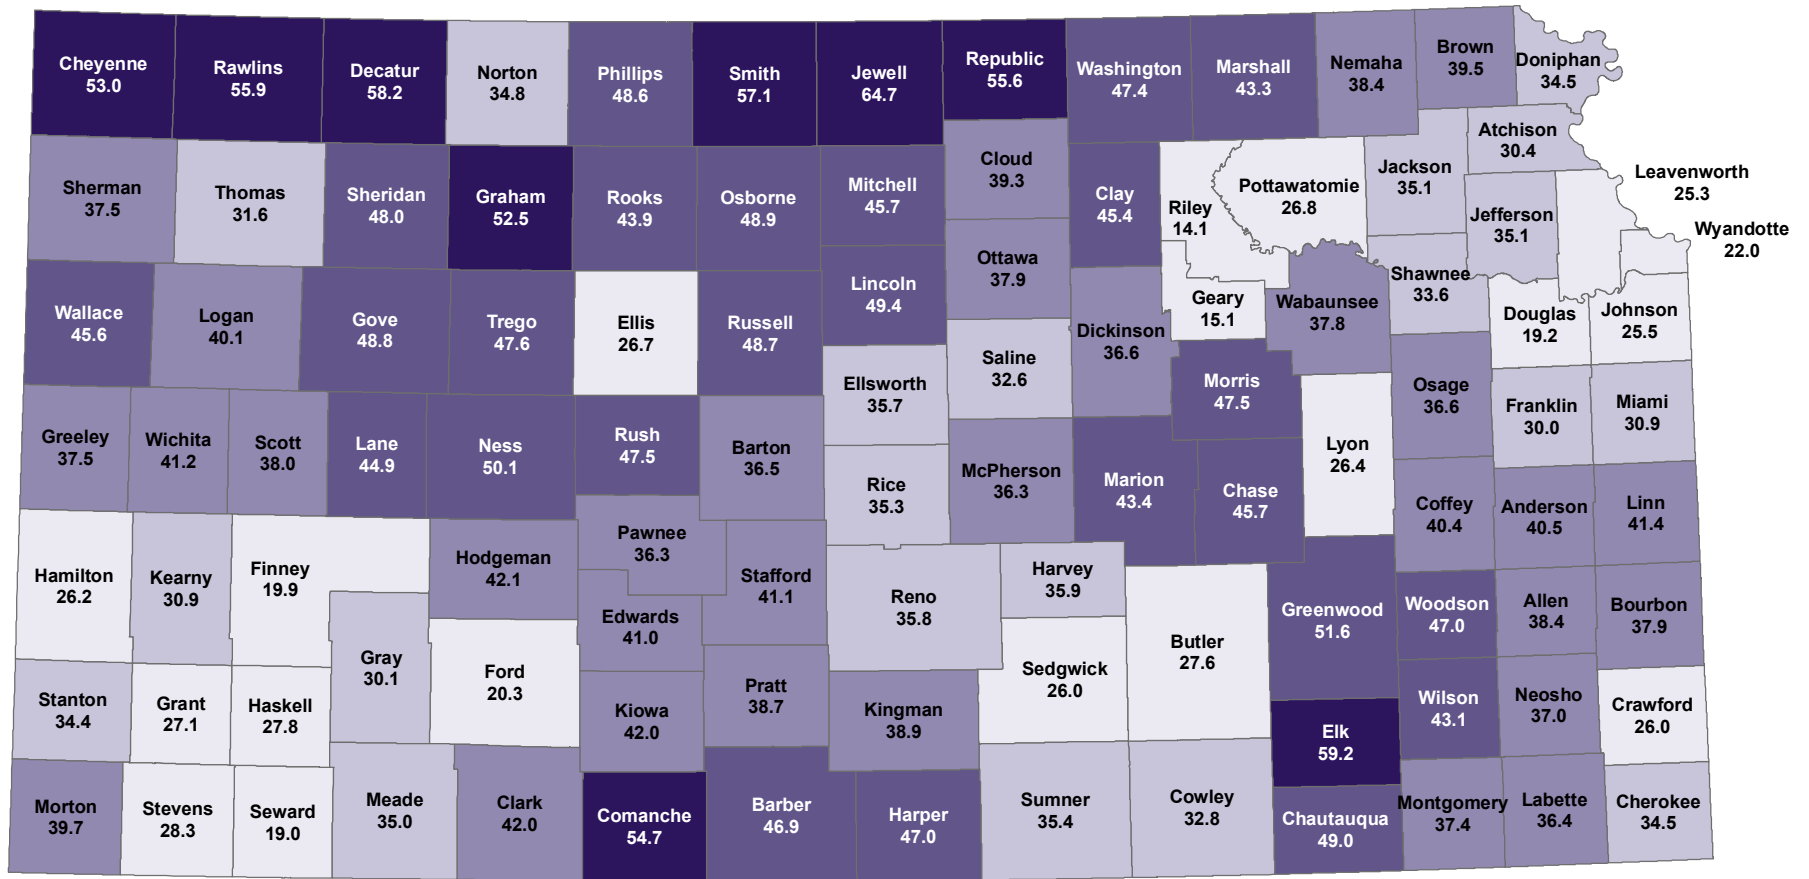 Cheyenne
53.0
Rawlins
55.9
Decatur
58.2
Norton
34.8
Phillips
48.6
Smith
57.1
Jewell
64.7
Republic
55.6
Washington
47.4
Marshall
43.3
Nemaha
38.4
Brown
39.5
Doniphan
34.5
Sherman
37.5
Thomas
31.6
Sheridan
48.0
Graham
52.5
Rooks
43.9
Osborne
48.9
Mitchell
45.7
Cloud
39.3
Clay
45.4
Riley
14.1
Pottawatomie
26.8
Jackson
35.1
Atchison
30.4
Jefferson
35.1
Leavenworth
25.3
Wyandotte
22.0
Wallace
45.6
Logan
40.1
Gove
48.8
Trego
47.6
Ellis
26.7
Russell
48.7
Lincoln
49.4
Ottawa
37.9
Saline
32.6
Dickinson
36.6
Geary
15.1
Wabaunsee
37.8
Shawnee
33.6
Douglas
19.2
Johnson
25.5
Ellsworth
35.7
Morris
47.5
Osage
36.6
Franklin
30.0
Miami
30.9
Greeley
37.5
Wichita
41.2
Scott
38.0
Lane
44.9
Ness
50.1
Rush
47.5
Barton
36.5
Rice
35.3
McPherson
36.3
Marion
43.4
Chase
45.7
Lyon
26.4
Coffey
40.4
Anderson
40.5
Linn
41.4
Hamilton
26.2
Kearny
30.9
Finney
19.9
Hodgeman
42.1
Pawnee
36.3
Stafford
41.1
Edwards
41.0
Reno
35.8
Harvey
35.9
Butler
27.6
Greenwood
51.6
Woodson
47.0
Allen
38.4
Bourbon
37.9
Gray
30.1
Ford
20.3
Sedgwick
26.0
Stanton
34.4
Grant
27.1
Haskell
27.8
Kiowa
42.0
Pratt
38.7
Kingman
38.9
Elk
59.2
Wilson
43.1
Neosho
37.0
Crawford
26.0
Morton
39.7
Stevens
28.3
Seward
19.0
Meade
35.0
Clark
42.0
Comanche
54.7
Barber
46.9
Harper
47.0
Sumner
35.4
Cowley
32.8
Chautauqua
49.0
Montgomery
37.4
Labette
36.4
Cherokee
34.5